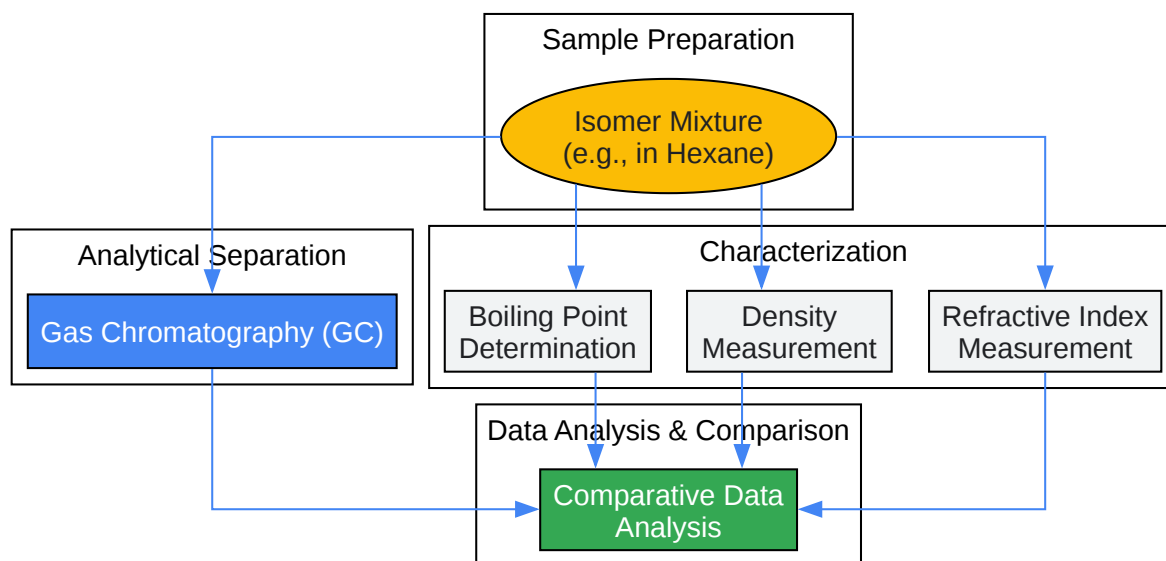 Sample Preparation
Isomer Mixture
(e.g., in Hexane)
Analytical Separation
Gas Chromatography (GC)
Characterization
Boiling Point
Determination
Density
Measurement
Refractive Index
Measurement
Data Analysis & Comparison
Comparative Data
Analysis